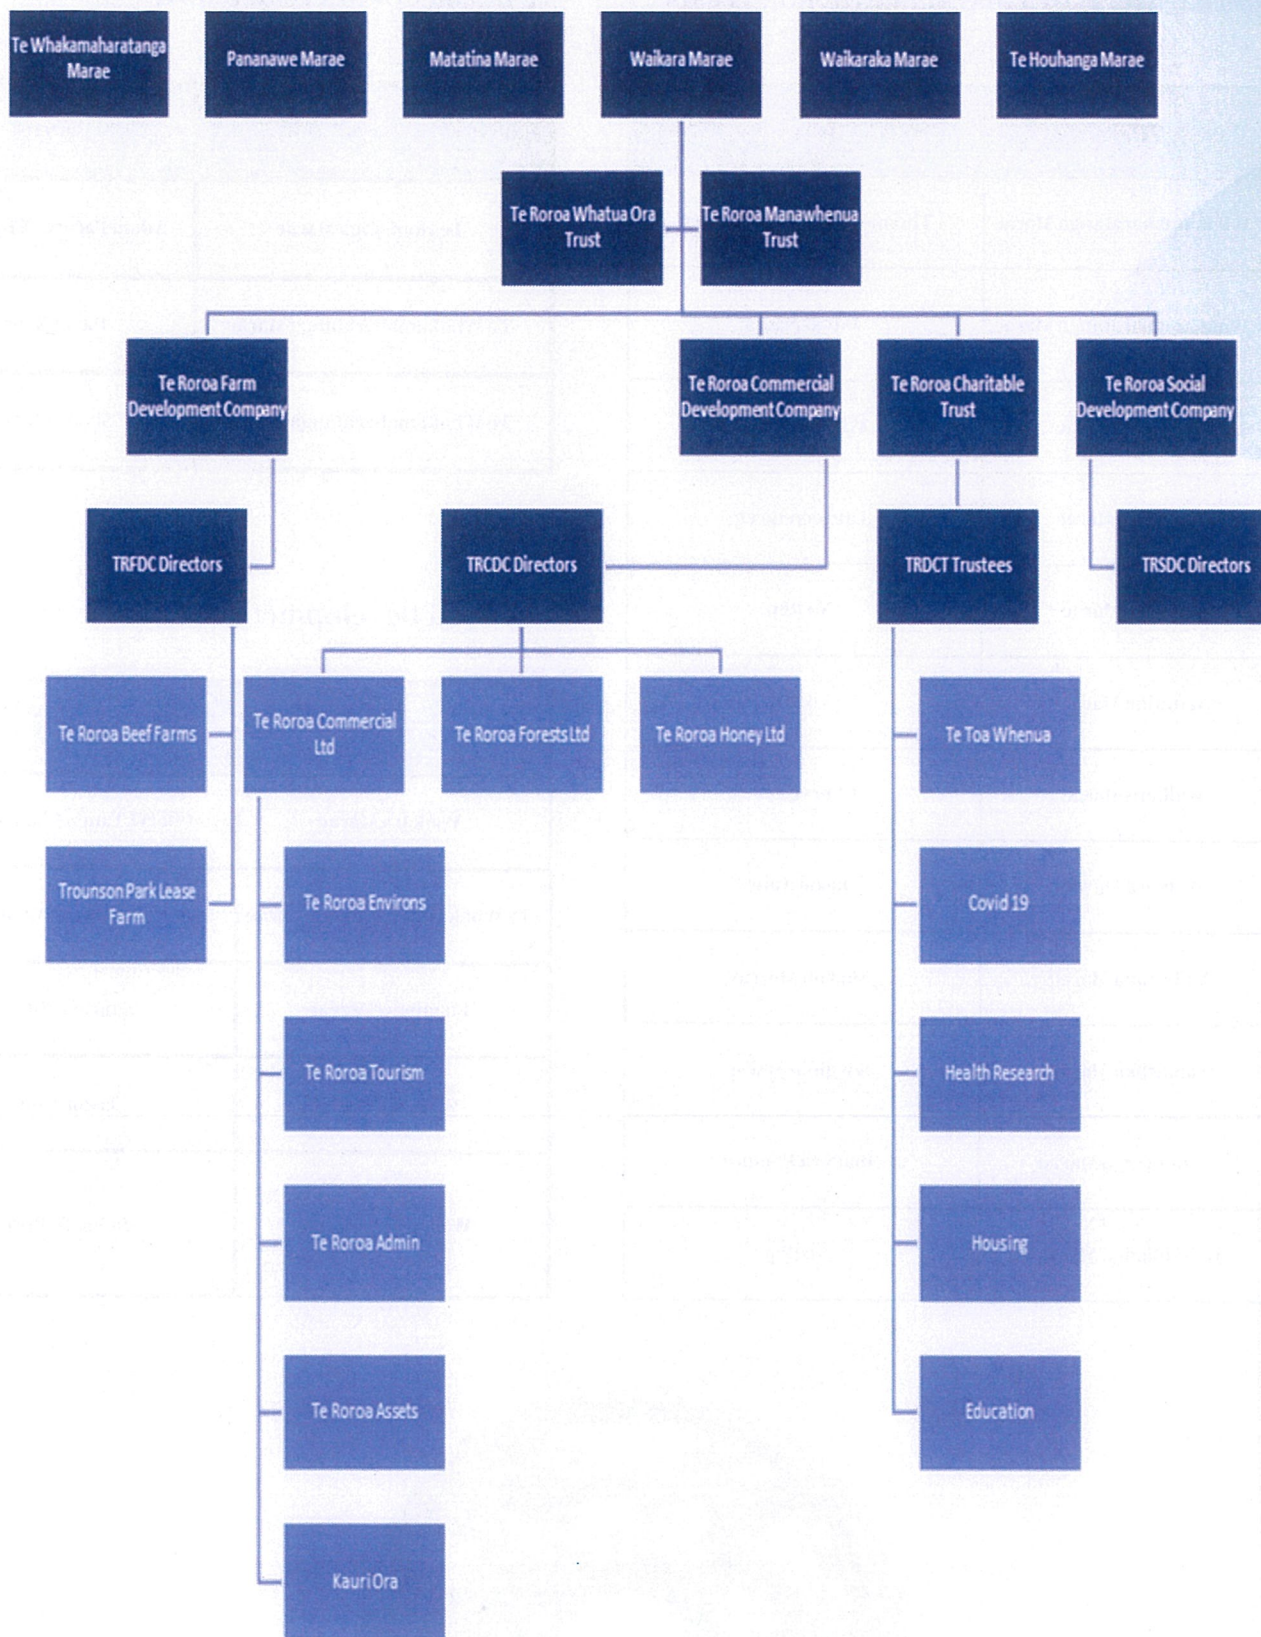 Te Whakamaharatanga
Marae
Pananawe Marae
Matatina Marae
Waikara Marae
Waikaraka Marae
Te Houhanga Marae
Te Roroa Whatua Ora
Trust
Te Roroa Manawhenua
Trust
Te Roroa Farm
Development Company
Te Roroa Commercial
Development Company
Te Roroa Charitable
Trust
Te Roroa Social
Development Company
TRFDC Directors
TRCDC Directors
TRDCT Trustees
TRSDC Directors
Te Roroa Beef Farms
Te Roroa Commercial
Ltd
Te Roroa Forests Ltd
Te Roroa Honey Ltd
Te Toa Whenua
Trounson Park Lease
Farm
Te Roroa Environs
Covid 19
Te Roroa Tourism
Health Research
Te Roroa Admin
Housing
Te Roroa Assets
Education
Kauri Ora